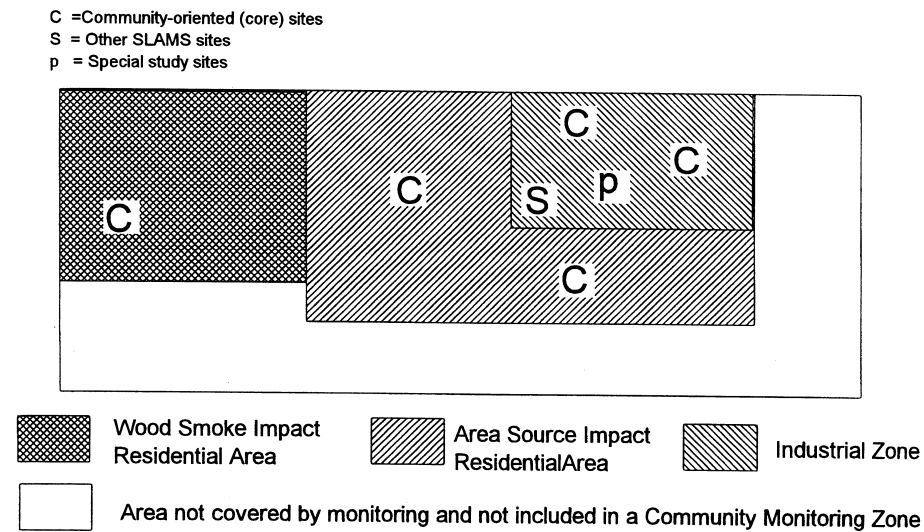 C =Community-oriented (core) sites
S = Other SLAMS sites
p = Special study sites
C
C
C
C
S
p
C
Wood Smoke Impact
Residential Area
Area Source Impact
ResidentialArea
Industrial Zone
Area not covered by monitoring and not included in a Community Monitoring Zone